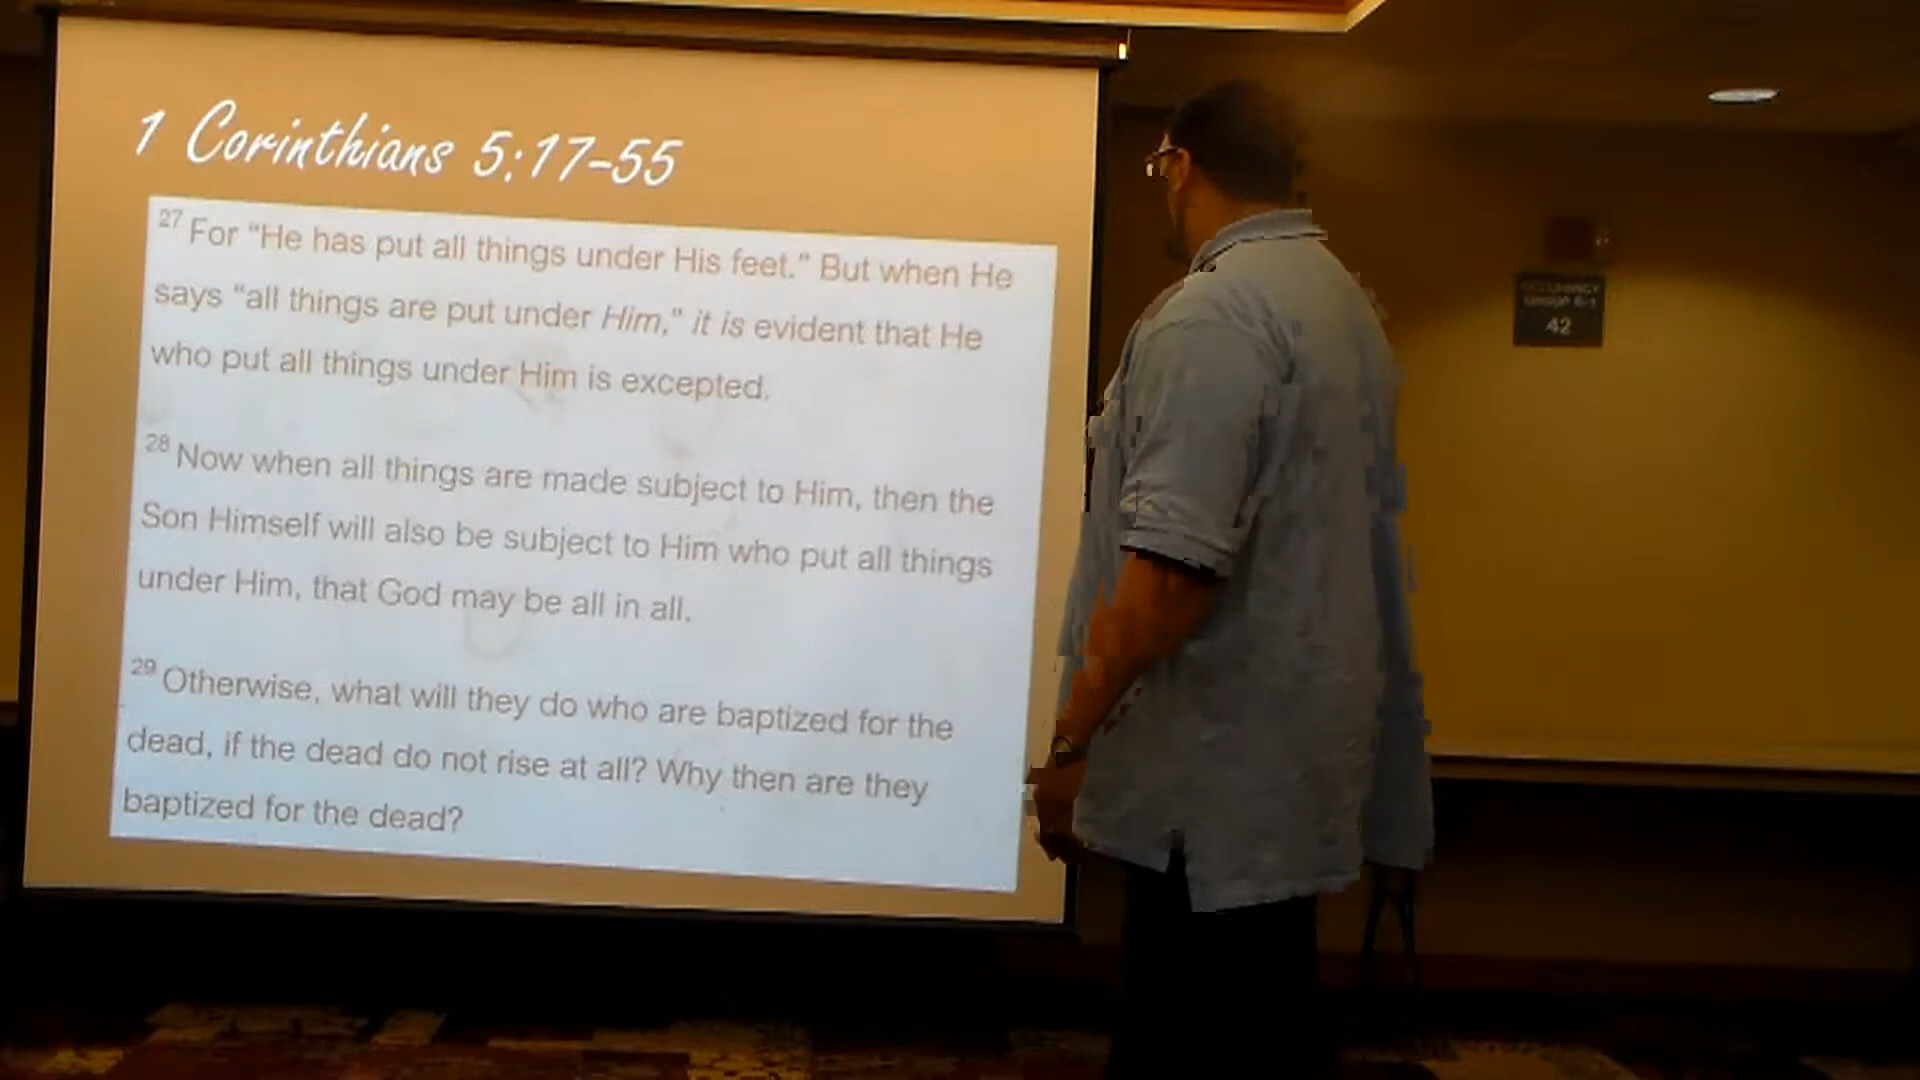 1 Corinthians 5:17-55
27 For “He has put all things under His feet.” But when He
says “all things are put under Him,” it is evident that He
who put all things under Him is excepted.
28 Now when all things are made subject to Him, then the
Son Himself will also be subject to Him who put all things
under Him, that God may be all in all.
29 Otherwise, what will they do who are baptized for the
dead, if the dead do not rise at all? Why then are they
baptized for the dead?
OCCUPANCY
GROUP
42